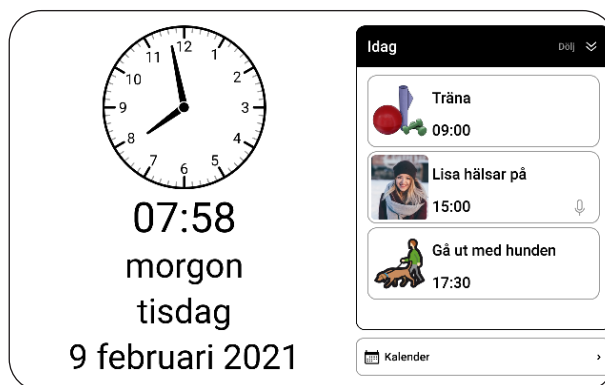 12
1
2
3
4
5
6
7
8
9
10
11
07:58
morgon
tisdag
9 februari 2021
Idag
Dölj
Träna
09:00
Lisa hälsar på
15:00
Gå ut med hunden
17:30
Kalender